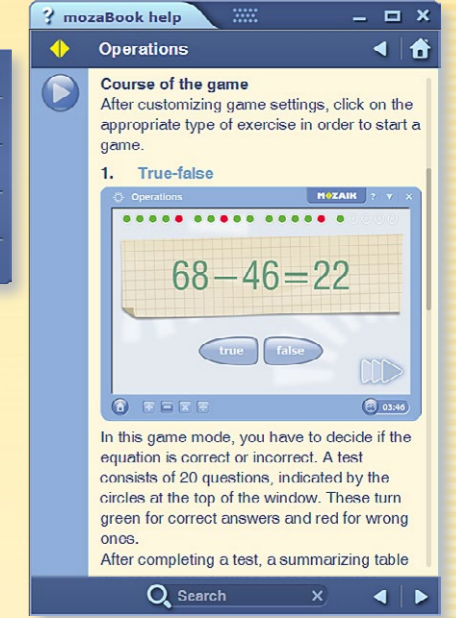 ? mozaBook help
Operations
Course of the game
After customizing game settings, click on the
appropriate type of exercise in order to start a
game.
1. True-false
Operations MOZAIK ?
68−46=22
true false
03:46
In this game mode, you have to decide if the
equation is correct or incorrect. A test
consists of 20 questions, indicated by the
circles at the top of the window. These turn
green for correct answers and red for wrong
ones.
After completing a test, a summarizing table
Search